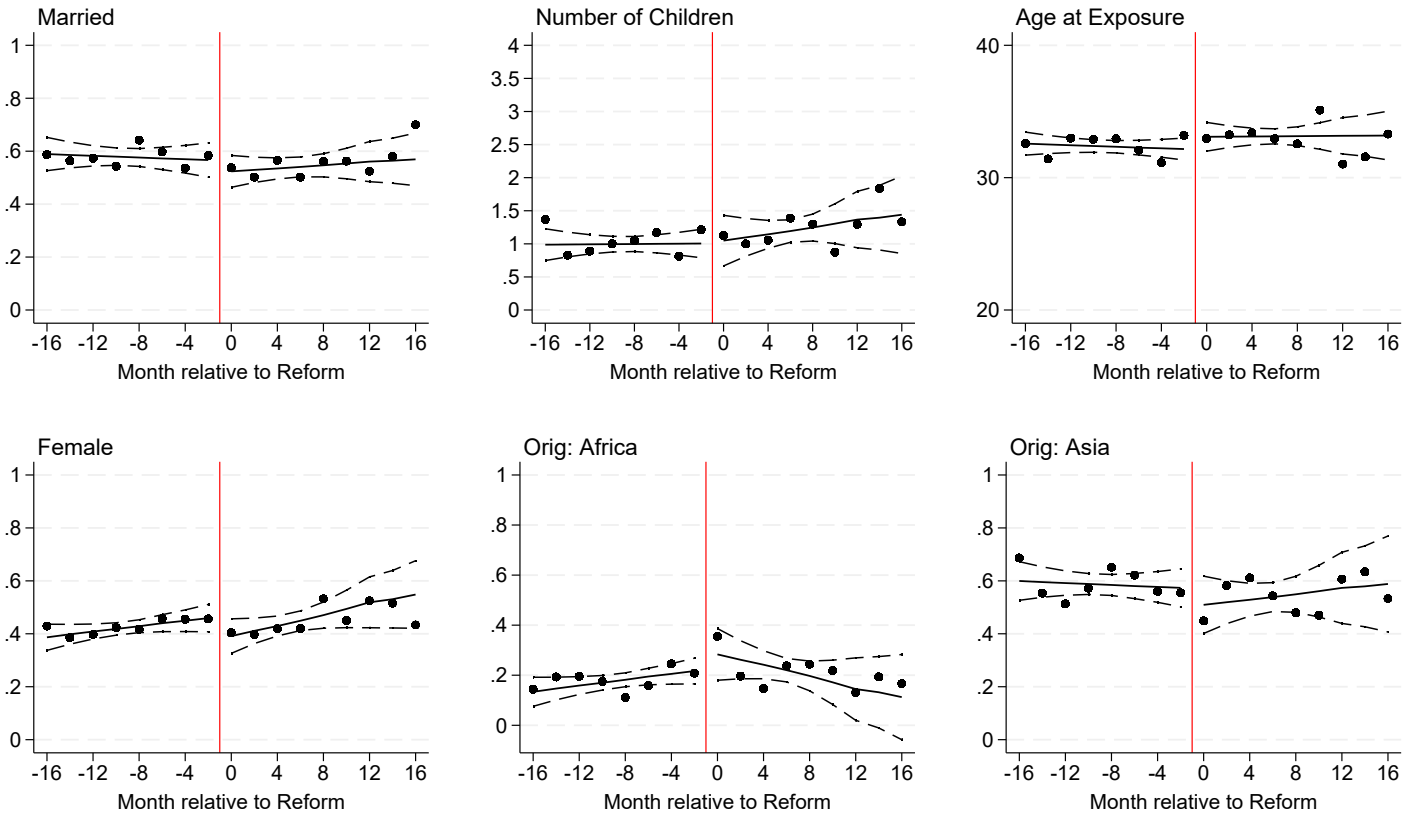 Married
1
.8
.6
.4
.2
0
-16 -12 -8 -4 0 4 8 12 16
Month relative to Reform
Number of Children
4
3.5
3
2.5
2
1.5
1
.5
0
-16 -12 -8 -4 0 4 8 12 16
Month relative to Reform
Age at Exposure
40
30
20
-16 -12 -8 -4 0 4 8 12 16
Month relative to Reform
Female
1
.8
.6
.4
.2
0
-16 -12 -8 -4 0 4 8 12 16
Month relative to Reform
Orig: Africa
1
.8
.6
.4
.2
0
-16 -12 -8 -4 0 4 8 12 16
Month relative to Reform
Orig: Asia
1
.8
.6
.4
.2
0
-16 -12 -8 -4 0 4 8 12 16
Month relative to Reform